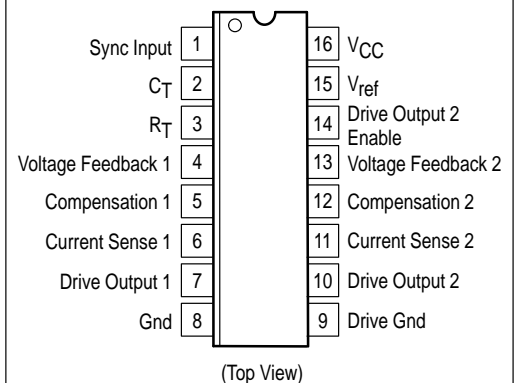 Sync Input 1
CT 2
RT 3
Voltage Feedback 1 4
Compensation 1 5
Current Sense 1 6
Drive Output 1 7
Gnd 8
16 VCC
15 Vref
14 Drive Output 2
Enable
13 Voltage Feedback 2
12 Compensation 2
11 Current Sense 2
10 Drive Output 2
9 Drive Gnd
(Top View)